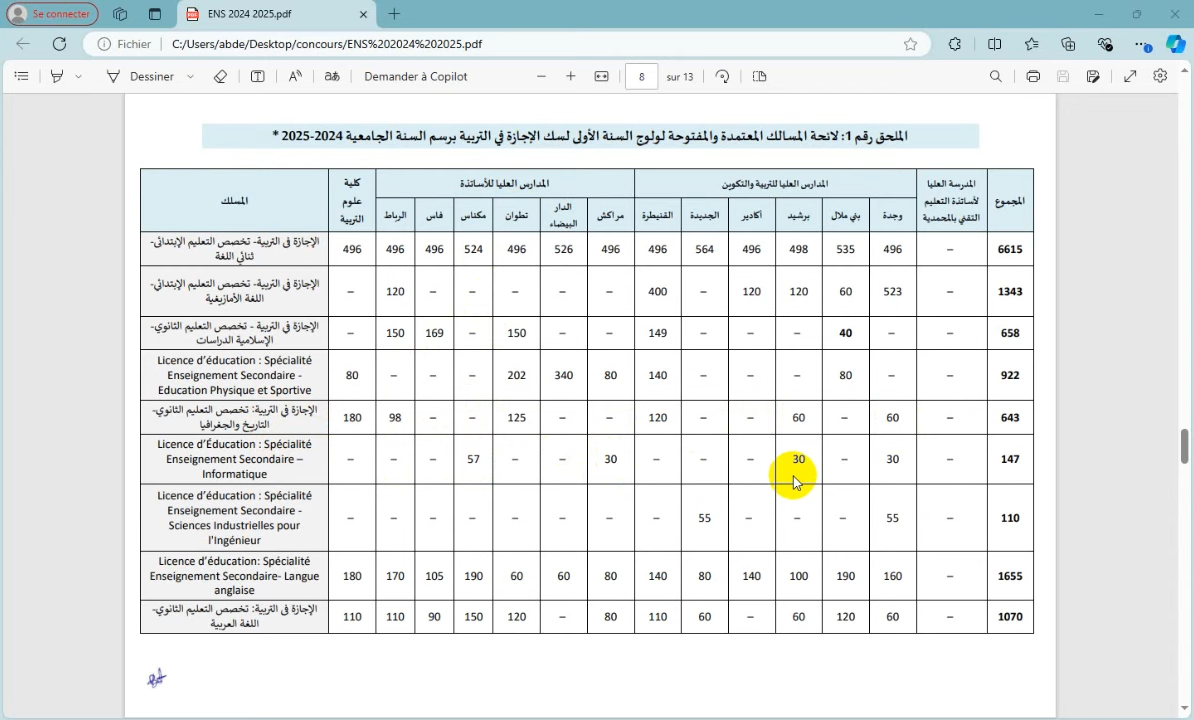 Se connecter
ENS 2024 2025.pdf
Fichier C:/Users/abde/Desktop/concours/ENS%202024%202025.pdf
Dessiner
Demander à Copilot
8 sur 13
الملحق رقم 1: لائحة المسالك المعتمدة والمفتوحة لولوج السنة الأولى لسلك الإجازة في التربية برسم السنة الجامعية 2024-2025 *
المسلك | كلية علوم التربية | المدارس العليا للأساتذة | المدارس العليا للتربية والتكوين | المدرسة العليا لأساتذة التعليم التقني بالمحمدية | المجموع
الرباط | فاس | مكناس | تطوان | الدار البيضاء | مراكش | القنيطرة | الجديدة | أكادير | برشيد | بني ملال | وجدة
الإجازة في التربية- تخصص التعليم الإبتدائي-
ثنائي اللغة
496 496 496 524 496 526 496 496 564 496 498 535 496 – 6615
الإجازة في التربية- تخصص التعليم الإبتدائي-
اللغة الأمازيغية
– 120 – – – – – 400 – 120 120 60 523 – 1343
الإجازة في التربية - تخصص التعليم الثانوي-
الإسلامية الدراسات
– 150 169 – 150 – – 149 – – – 40 – – 658
Licence d’éducation : Spécialité
Enseignement Secondaire -
Education Physique et Sportive
80 – – – 202 340 80 140 – – – 80 – – 922
الإجازة في التربية: تخصص التعليم الثانوي-
التاريخ والجغرافيا
180 98 – – 125 – – 120 – – 60 – 60 – 643
Licence d’Éducation : Spécialité
Enseignement Secondaire –
Informatique
– – – 57 – – 30 – – – 30 – 30 – 147
Licence d’éducation : Spécialité
Enseignement Secondaire -
Sciences Industrielles pour
l'Ingénieur
– – – – – – – – 55 – – – 55 – 110
Licence d’éducation: Spécialité
Enseignement Secondaire- Langue
anglaise
180 170 105 190 60 60 80 140 80 140 100 190 160 – 1655
الإجازة في التربية: تخصص التعليم الثانوي-
اللغة العربية
110 110 90 150 120 – 80 110 60 – 60 120 60 – 1070